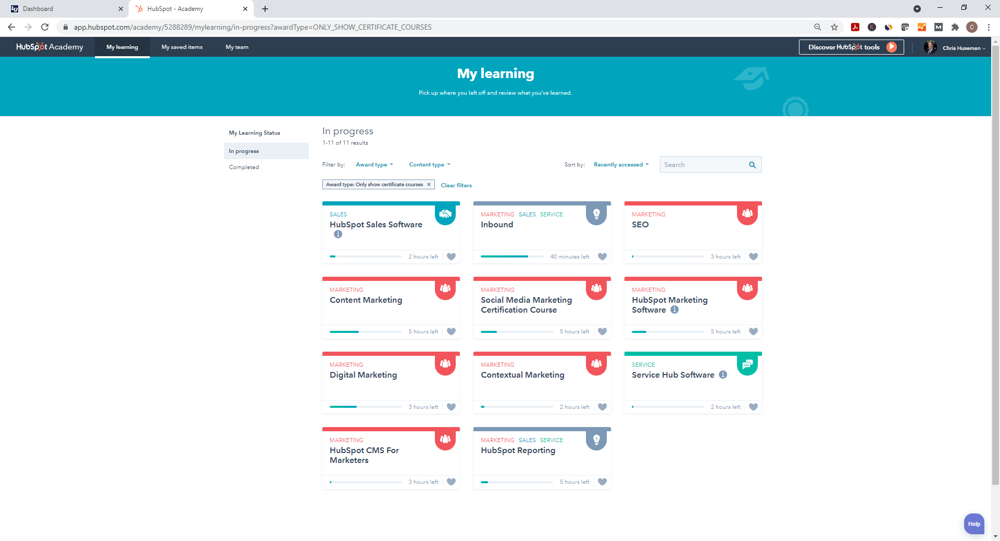 Dashboard
HubSpot - Academy
app.hubspot.com/academy/5288289/mylearning/in-progress?awardType=ONLY_SHOW_CERTIFICATE_COURSES
HubSpot Academy
My learning
My saved items
My team
Discover HubSpot tools
Chris Huseman
My learning
Pick up where you left off and review what you've learned.
My Learning Status
In progress
Completed
In progress
1-11 of 11 results
Filter by: Award type Content type
Sort by: Recently accessed
Search
Award type: Only show certificate courses
Clear filters
SALES
HubSpot Sales Software
2 hours left
MARKETING SALES SERVICE
Inbound
40 minutes left
MARKETING
SEO
3 hours left
MARKETING
Content Marketing
5 hours left
MARKETING
Social Media Marketing
Certification Course
5 hours left
MARKETING
HubSpot Marketing
Software
5 hours left
MARKETING
Digital Marketing
3 hours left
MARKETING
Contextual Marketing
2 hours left
SERVICE
Service Hub Software
2 hours left
MARKETING
HubSpot CMS For
Marketers
3 hours left
MARKETING SALES SERVICE
HubSpot Reporting
5 hours left
Help